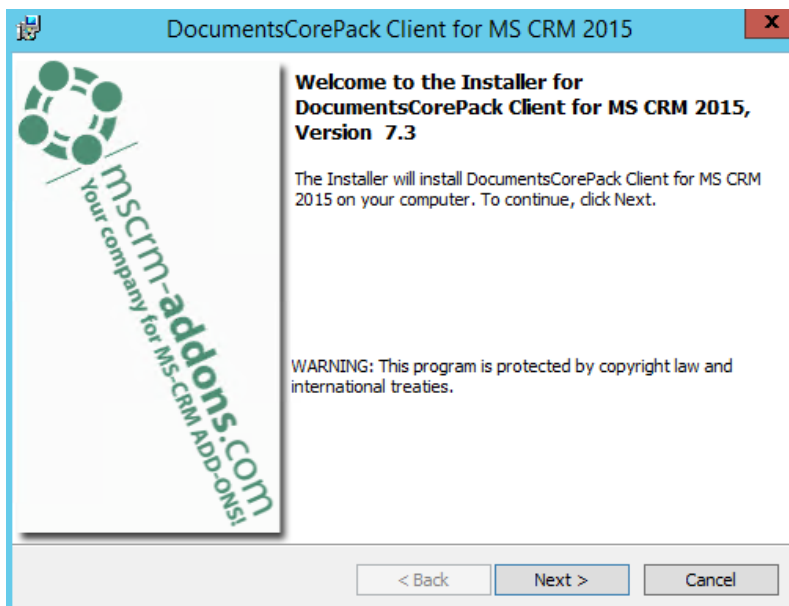 DocumentsCorePack Client for MS CRM 2015
x
Welcome to the Installer for
DocumentsCorePack Client for MS CRM 2015,
Version 7.3
The Installer will install DocumentsCorePack Client for MS CRM
2015 on your computer. To continue, click Next.
mscrm-addons.com
Your company for MS-CRM ADD-ONS!
WARNING: This program is protected by copyright law and
international treaties.
< Back
Next >
Cancel